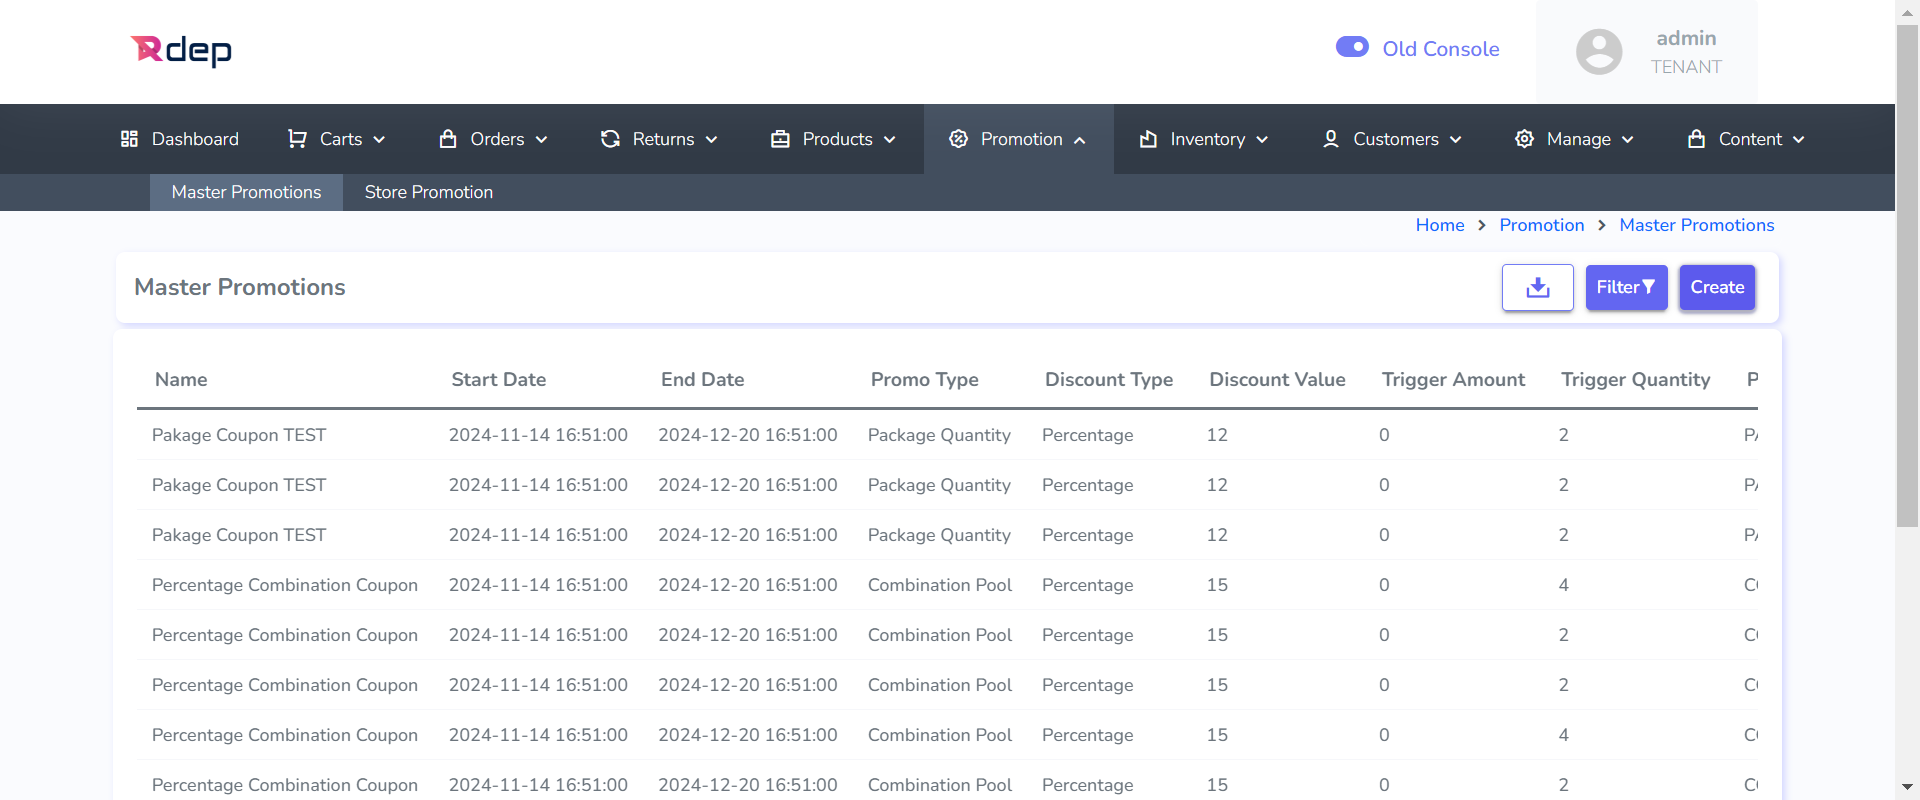 Rdep
Old Console
admin
TENANT
Dashboard Carts Orders Returns Products Promotion Inventory Customers Manage Content
Master Promotions Store Promotion
Home > Promotion > Master Promotions
Master Promotions Filter Create
Name Start Date End Date Promo Type Discount Type Discount Value Trigger Amount Trigger Quantity
Pakage Coupon TEST 2024-11-14 16:51:00 2024-12-20 16:51:00 Package Quantity Percentage 12 0 2
Pakage Coupon TEST 2024-11-14 16:51:00 2024-12-20 16:51:00 Package Quantity Percentage 12 0 2
Pakage Coupon TEST 2024-11-14 16:51:00 2024-12-20 16:51:00 Package Quantity Percentage 12 0 2
Percentage Combination Coupon 2024-11-14 16:51:00 2024-12-20 16:51:00 Combination Pool Percentage 15 0 4
Percentage Combination Coupon 2024-11-14 16:51:00 2024-12-20 16:51:00 Combination Pool Percentage 15 0 2
Percentage Combination Coupon 2024-11-14 16:51:00 2024-12-20 16:51:00 Combination Pool Percentage 15 0 2
Percentage Combination Coupon 2024-11-14 16:51:00 2024-12-20 16:51:00 Combination Pool Percentage 15 0 4
Percentage Combination Coupon 2024-11-14 16:51:00 2024-12-20 16:51:00 Combination Pool Percentage 15 0 2